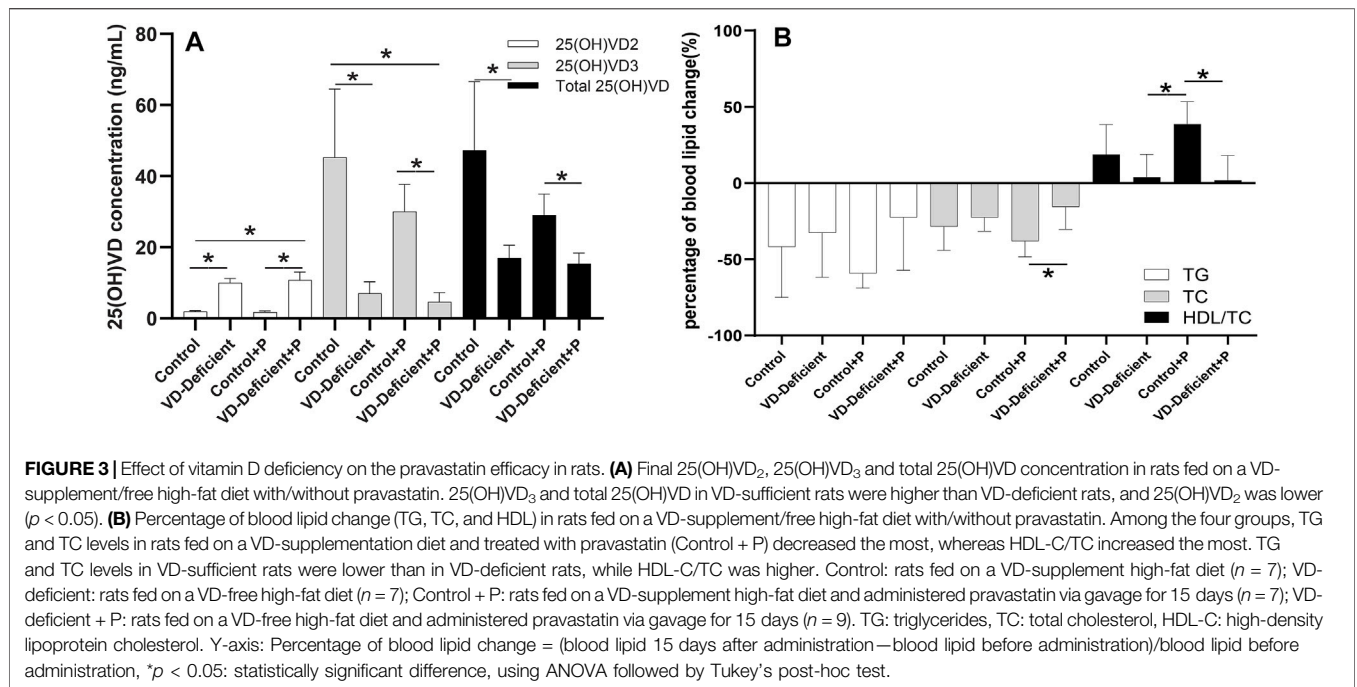 A
25(OH)VD concentration (ng/mL)
80
60
40
20
0
25(OH)VD2
25(OH)VD3
Total 25(OH)VD
*
*
*
*
*
*
*
*
Control
VD-Deficient
Control+P
VD-Deficient+P
Control
VD-Deficient
Control+P
VD-Deficient+P
Control
VD-Deficient
Control+P
VD-Deficient+P
B
percentage of blood lipid change(%)
100
50
0
-50
-100
*
*
*
TG
TC
HDL/TC
Control
VD-Deficient
Control+P
VD-Deficient+P
Control
VD-Deficient
Control+P
VD-Deficient+P
Control
VD-Deficient
Control+P
VD-Deficient+P
FIGURE 3 | Effect of vitamin D deficiency on the pravastatin efficacy in rats. (A) Final 25(OH)VD₂, 25(OH)VD₃ and total 25(OH)VD concentration in rats fed on a VD-
supplement/free high-fat diet with/without pravastatin. 25(OH)VD₃ and total 25(OH)VD in VD-sufficient rats were higher than VD-deficient rats, and 25(OH)VD₂ was lower
(p < 0.05). (B) Percentage of blood lipid change (TG, TC, and HDL) in rats fed on a VD-supplement/free high-fat diet with/without pravastatin. Among the four groups, TG
and TC levels in rats fed on a VD-supplementation diet and treated with pravastatin (Control + P) decreased the most, whereas HDL-C/TC increased the most. TG
and TC levels in VD-sufficient rats were lower than in VD-deficient rats, while HDL-C/TC was higher. Control: rats fed on a VD-supplement high-fat diet (n = 7); VD-
deficient: rats fed on a VD-free high-fat diet (n = 7); Control + P: rats fed on a VD-supplement high-fat diet and administered pravastatin via gavage for 15 days (n = 7); VD-
deficient + P: rats fed on a VD-free high-fat diet and administered pravastatin via gavage for 15 days (n = 9). TG: triglycerides, TC: total cholesterol, HDL-C: high-density
lipoprotein cholesterol. Y-axis: Percentage of blood lipid change = (blood lipid 15 days after administration—blood lipid before administration)/blood lipid before
administration, *p < 0.05: statistically significant difference, using ANOVA followed by Tukey's post-hoc test.